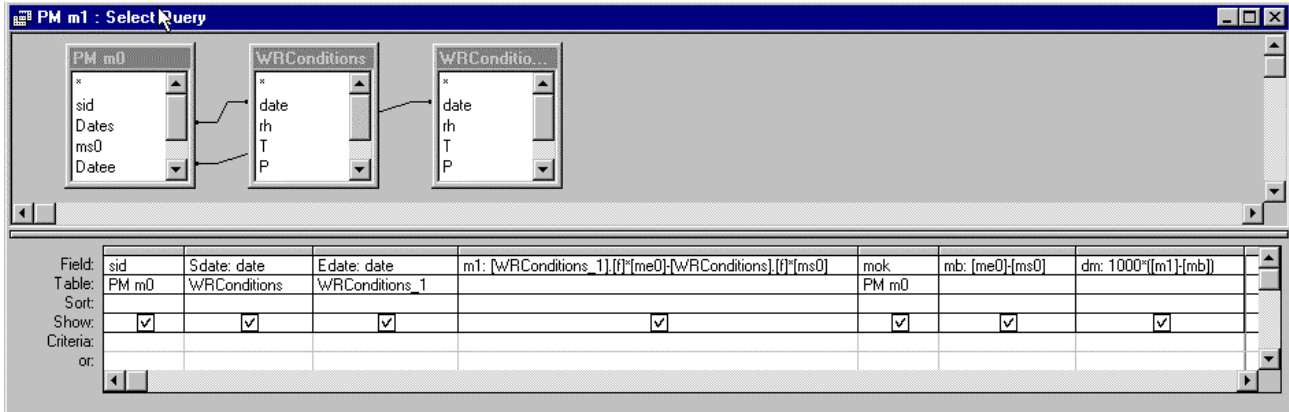 PM m1 : Select Query
PM m0 WRConditions WRConditio...
* * *
sid date date
Dates rh rh
ms0 T T
Datee P P
Field: sid Sdate: date Edate: date m1: [WRConditions_1].[f]*[me0]-[WRConditions].[f]*[ms0] mok mb: [me0]-[ms0] dm: 1000*([m1]-[mb])
Table: PM m0 WRConditions WRConditions_1 PM m0
Sort:
Show:
Criteria:
or: